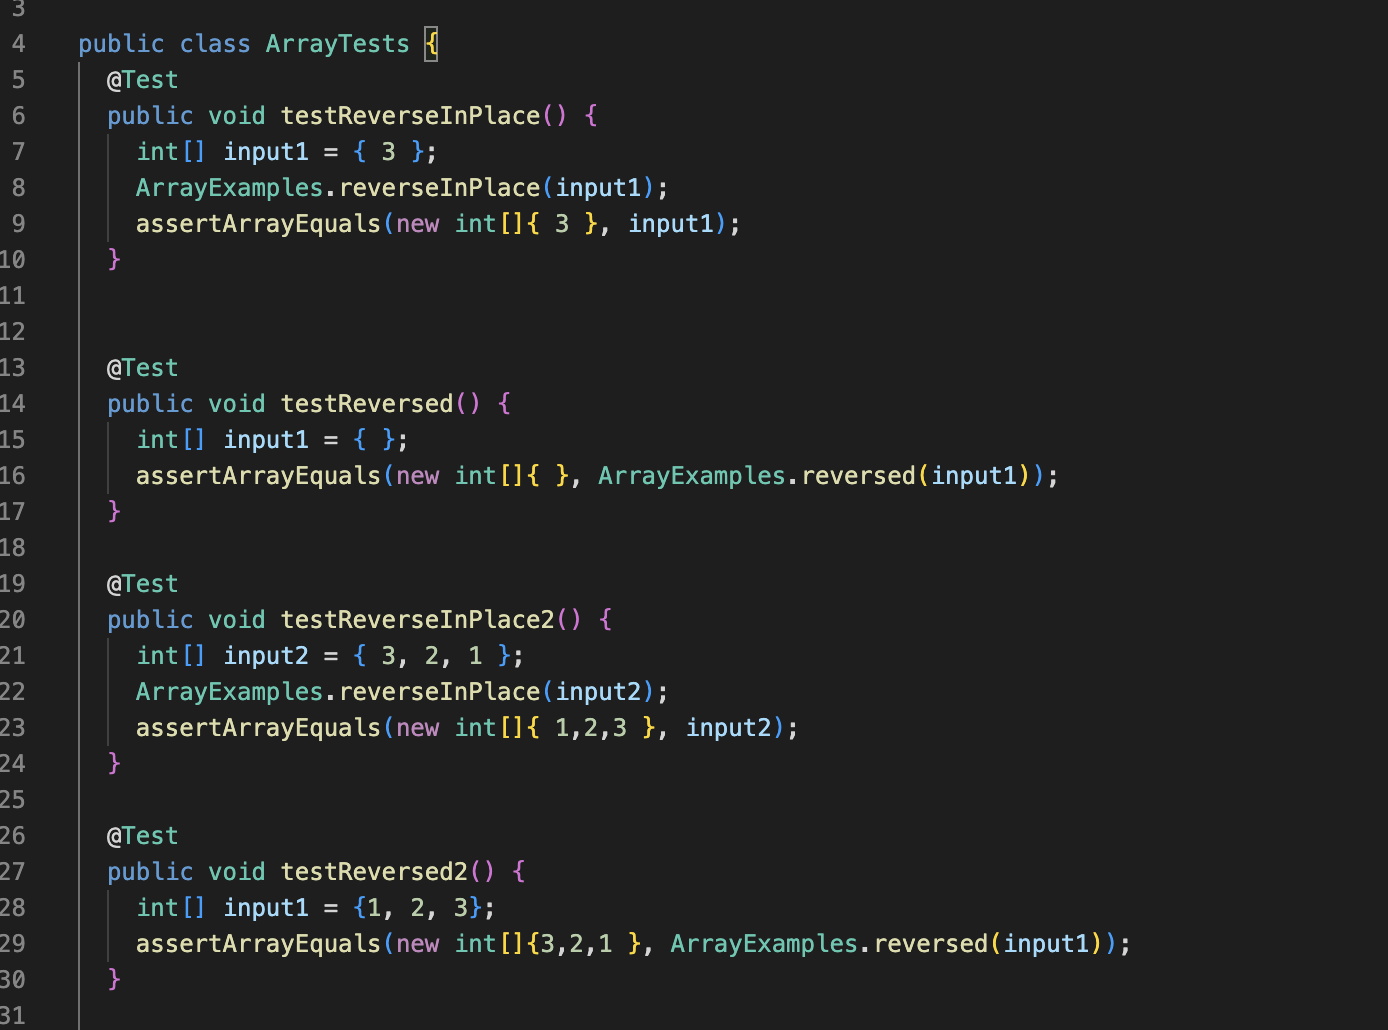 3
4 public class ArrayTests {
5 @Test
6 public void testReverseInPlace() {
7 int[] input1 = { 3 };
8 ArrayExamples.reverseInPlace(input1);
9 assertArrayEquals(new int[]{ 3 }, input1);
10 }
11
12
13 @Test
14 public void testReversed() {
15 int[] input1 = { };
16 assertArrayEquals(new int[]{ }, ArrayExamples.reversed(input1));
17 }
18
19 @Test
20 public void testReverseInPlace2() {
21 int[] input2 = { 3, 2, 1 };
22 ArrayExamples.reverseInPlace(input2);
23 assertArrayEquals(new int[]{ 1,2,3 }, input2);
24 }
25
26 @Test
27 public void testReversed2() {
28 int[] input1 = {1, 2, 3};
29 assertArrayEquals(new int[]{3,2,1 }, ArrayExamples.reversed(input1));
30 }
31